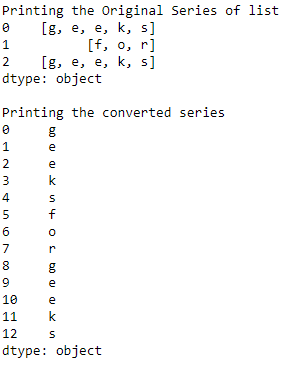 Printing the Original Series of list
0    [g, e, e, k, s]
1          [f, o, r]
2    [g, e, e, k, s]
dtype: object

Printing the converted series
0     g
1     e
2     e
3     k
4     s
5     f
6     o
7     r
8     g
9     e
10    e
11    k
12    s
dtype: object